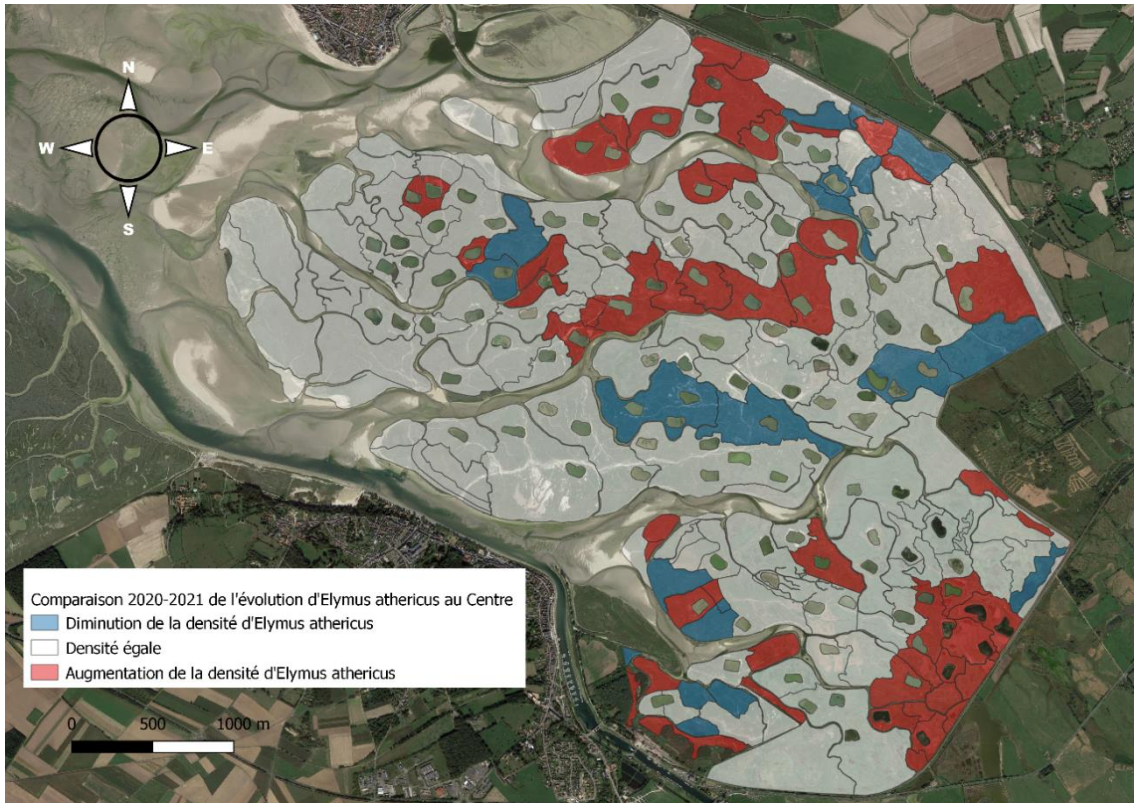 N
W E
S
Comparaison 2020-2021 de l'évolution d'Elymus athericus au Centre
Diminution de la densité d'Elymus athericus
Densité égale
Augmentation de la densité d'Elymus athericus
0 500 1000 m